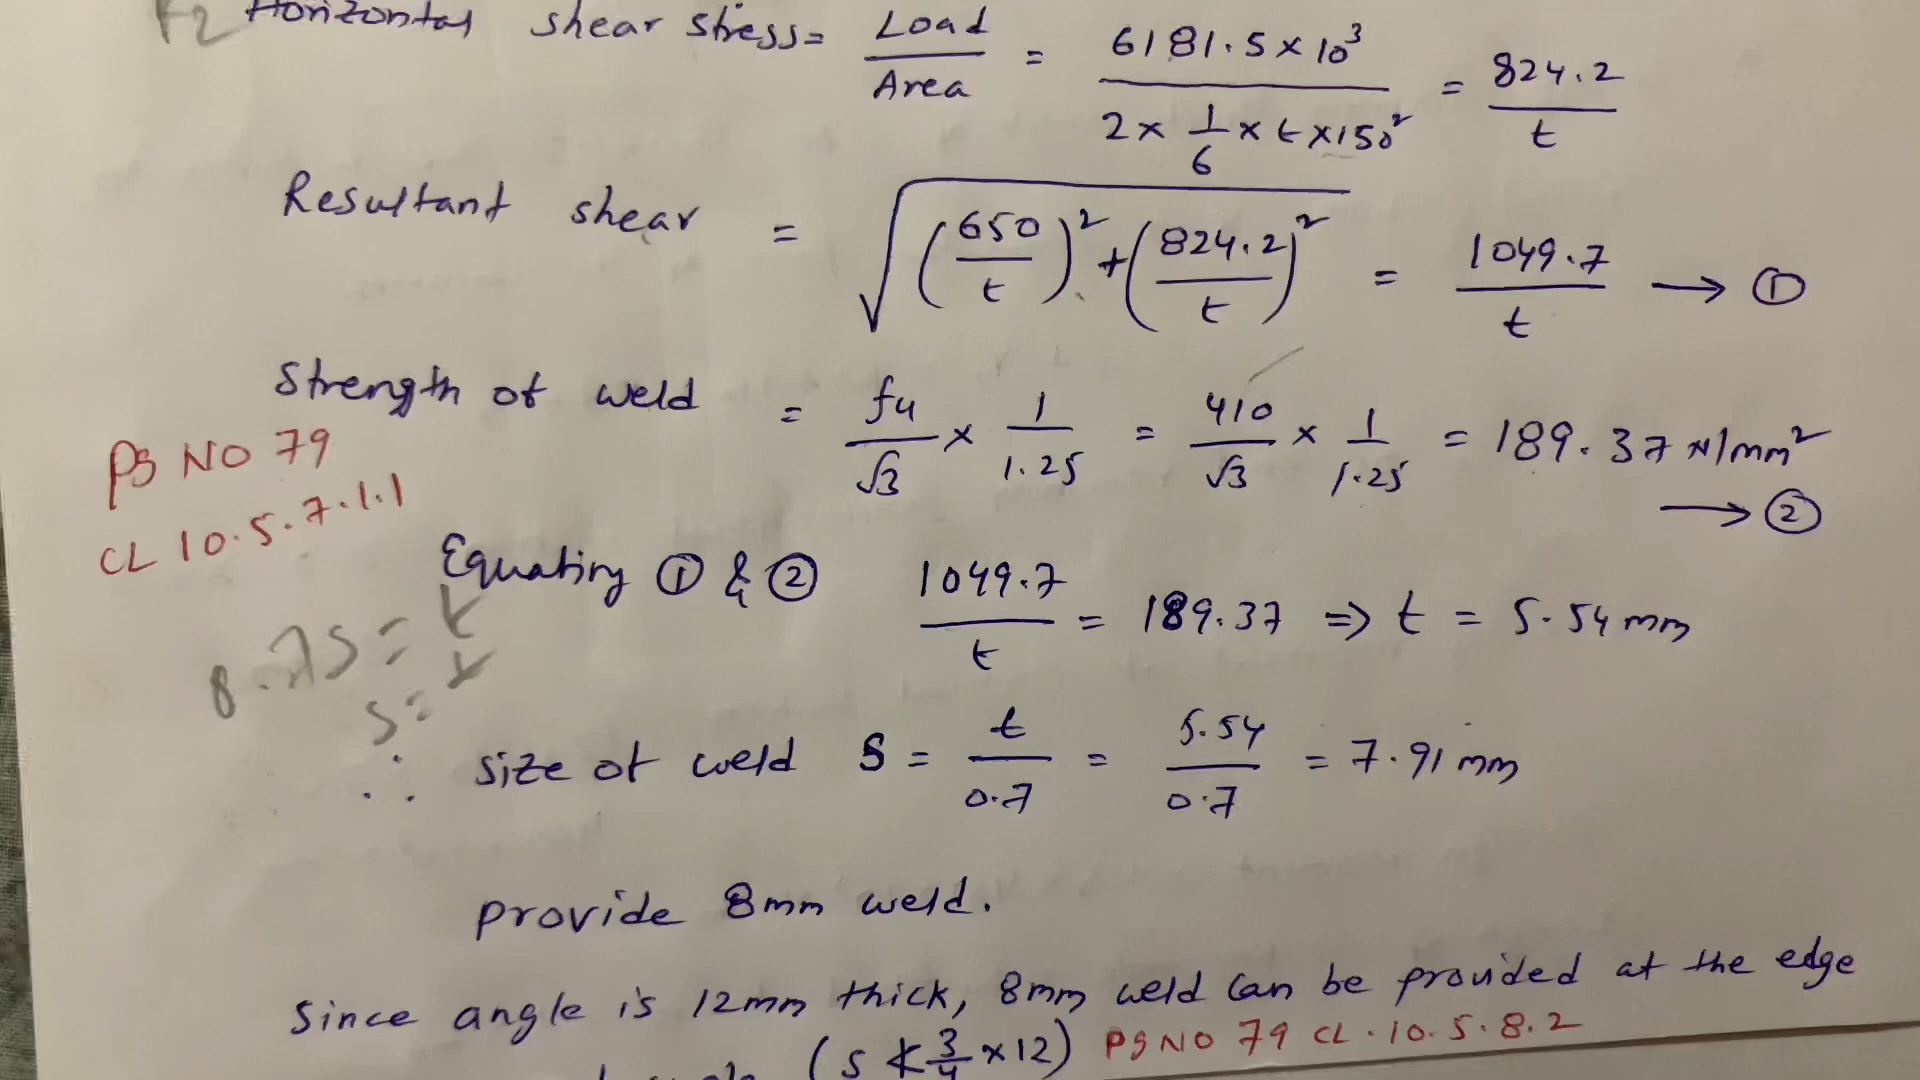 Horizontal shear stress = Load / Area = 6181.5 × 10³ / 2 × 1/6 × t × 150² = 824.2 / t
Resultant shear = √(650/t)² + (824.2/t)² = 1049.7 / t → ①
Strength of weld = fu/√3 × 1/1.25 = 410/√3 × 1/1.25 = 189.37 N/mm²
→ ②
Pg NO 79
CL 10.5.7.1.1
Equating ① & ② 1049.7 / t = 189.37 ⇒ t = 5.54 mm
∴ size of weld S = t / 0.7 = 5.54 / 0.7 = 7.91 mm
provide 8mm weld.
Since angle is 12mm thick, 8mm weld can be provided at the edge
(S ≮ 3/4 × 12) Pg NO 79 CL. 10.5.8.2